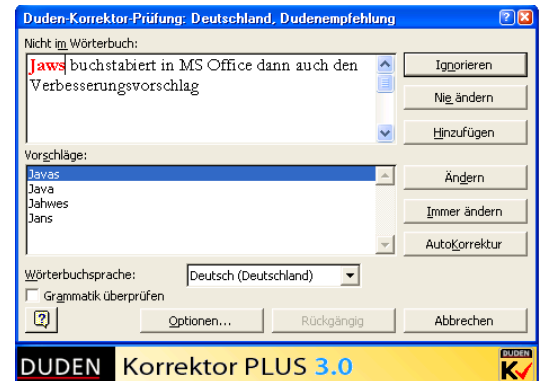 Duden-Korrektor-Prüfung: Deutschland, Dudenempfehlung
Nicht im Wörterbuch:
Jaws buchstabiert in MS Office dann auch den
Verbesserungsvorschlag
Ignorieren
Nie ändern
Hinzufügen
Vorschläge:
Javas
Java
Jahwes
Jans
Ändern
Immer ändern
AutoKorrektur
Wörterbuchsprache: Deutsch (Deutschland)
Grammatik überprüfen
Optionen... Rückgängig Abbrechen
DUDEN Korrektor PLUS 3.0
DUDEN
K